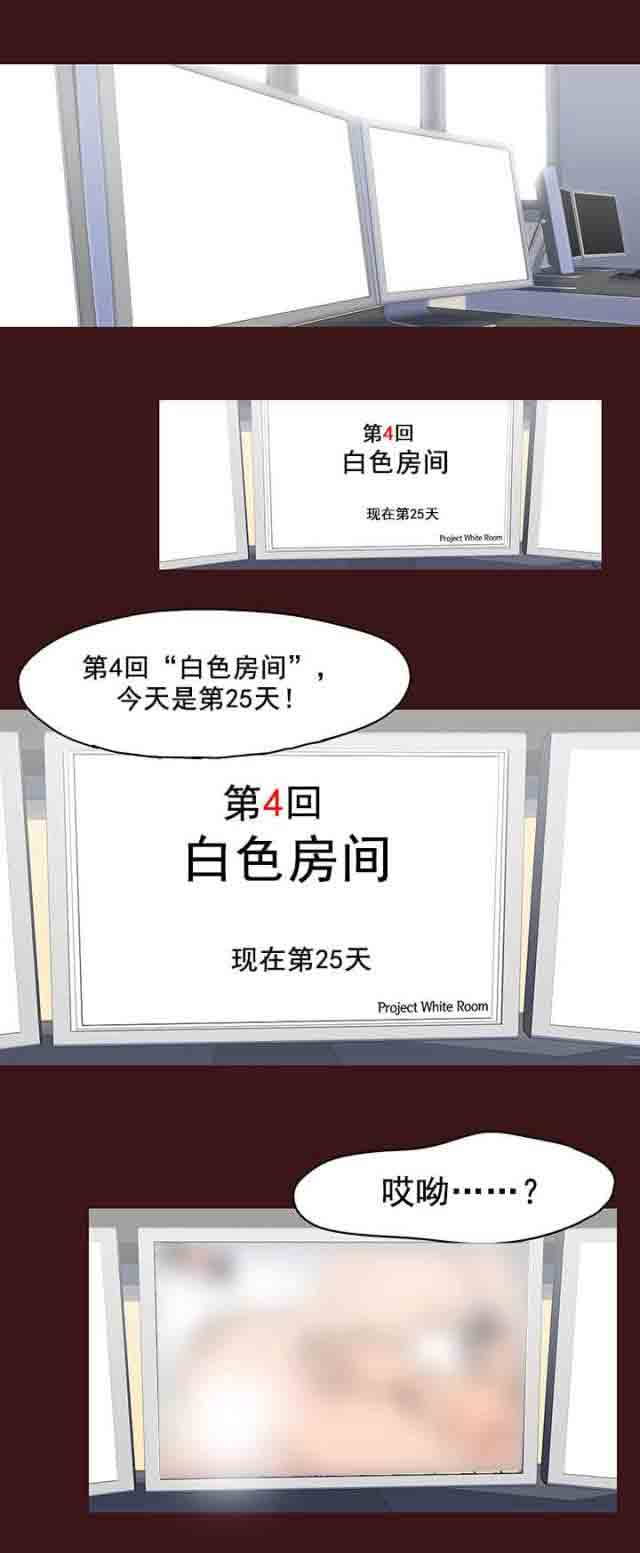 第4回
白色房间
现在第25天
Project White Room
第4回“白色房间”，
今天是第25天！
第4回
白色房间
现在第25天
Project White Room
哎呦……？